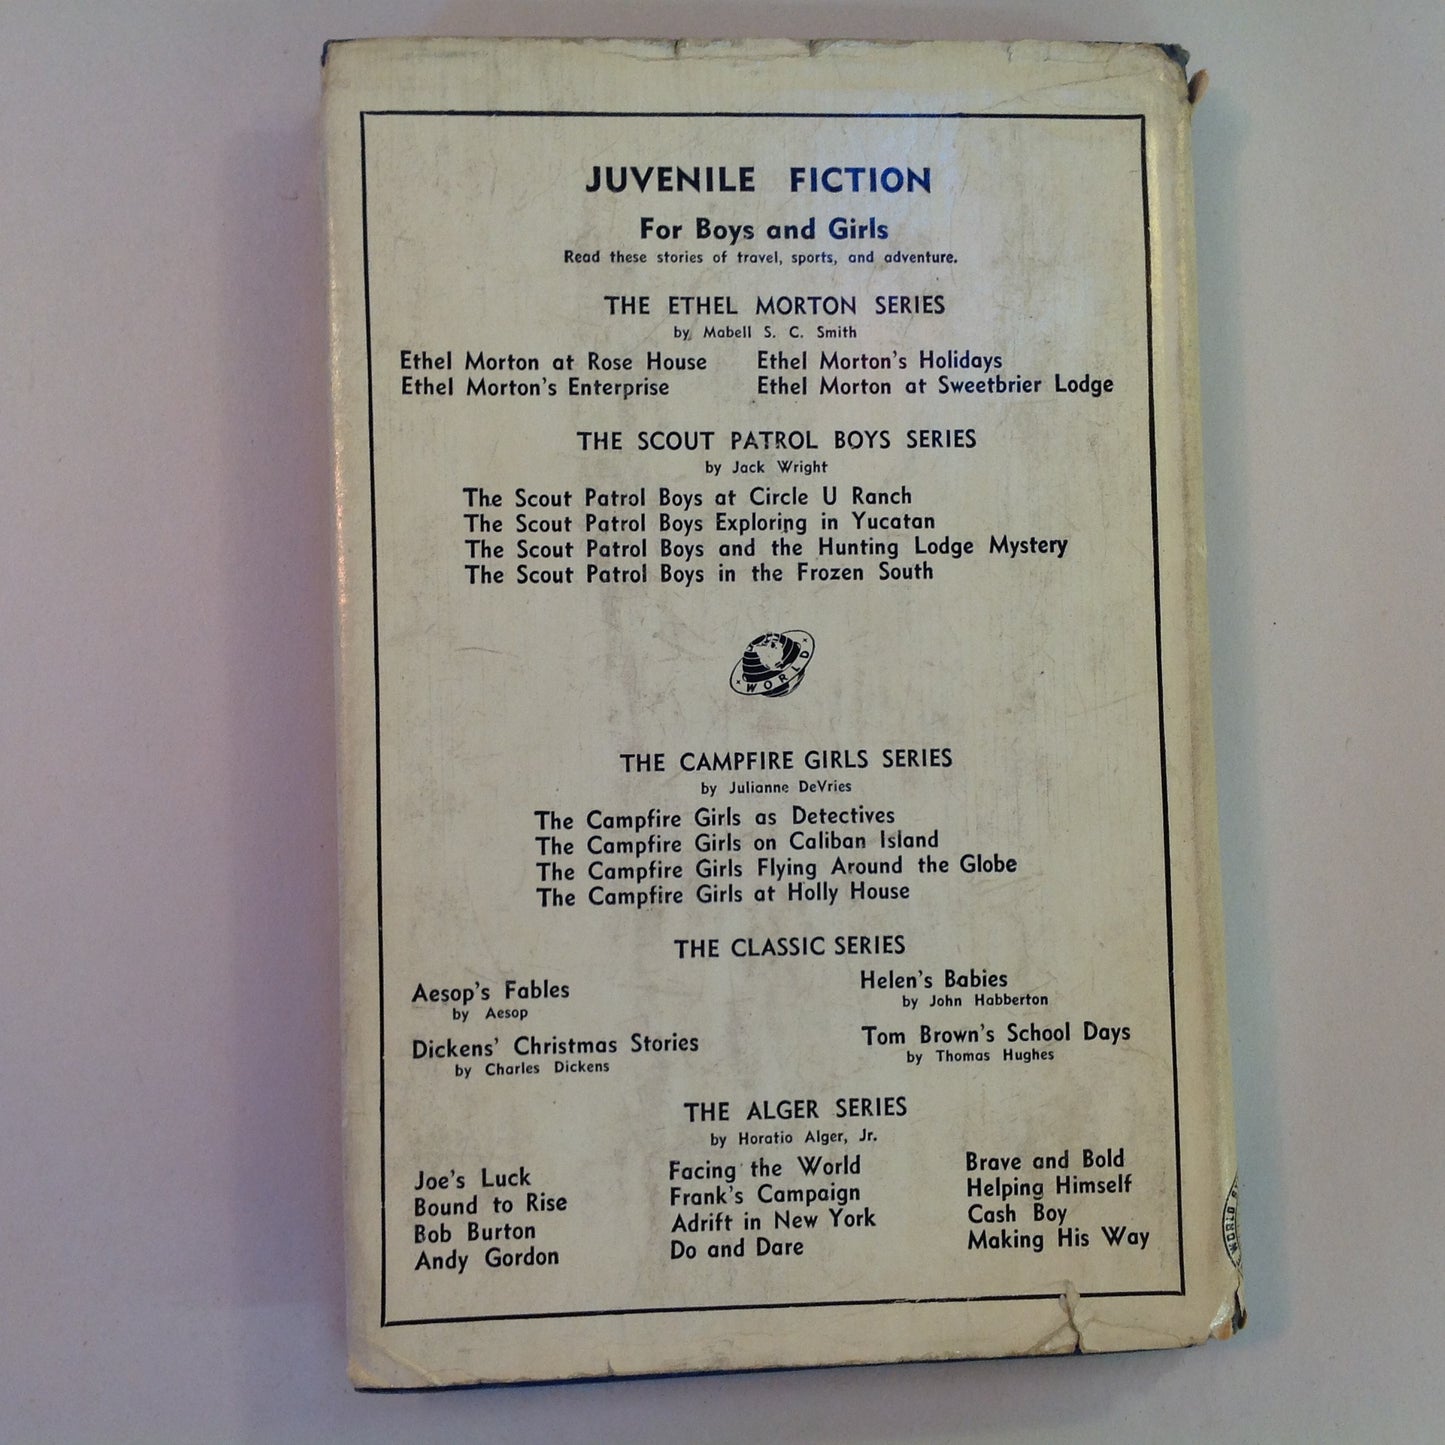 JUVENILE FICTION
For Boys and Girls
Read these stories of travel, sports, and adventure.
THE ETHEL MORTON SERIES
by Mabell S. C. Smith
Ethel Morton at Rose House
Ethel Morton's Enterprise
Ethel Morton's Holidays
Ethel Morton at Sweetbrier Lodge
THE SCOUT PATROL BOYS SERIES
by Jack Wright
The Scout Patrol Boys at Circle U Ranch
The Scout Patrol Boys Exploring in Yucatan
The Scout Patrol Boys and the Hunting Lodge Mystery
The Scout Patrol Boys in the Frozen South
WORLD
THE CAMPFIRE GIRLS SERIES
by Julianne DeVries
The Campfire Girls as Detectives
The Campfire Girls on Caliban Island
The Campfire Girls Flying Around the Globe
The Campfire Girls at Holly House
THE CLASSIC SERIES
Aesop's Fables
by Aesop
Dickens' Christmas Stories
by Charles Dickens
Helen's Babies
by John Habberton
Tom Brown's School Days
by Thomas Hughes
THE ALGER SERIES
by Horatio Alger, Jr.
Joe's Luck
Bound to Rise
Bob Burton
Andy Gordon
Facing the World
Frank's Campaign
Adrift in New York
Do and Dare
Brave and Bold
Helping Himself
Cash Boy
Making His Way
WORLD